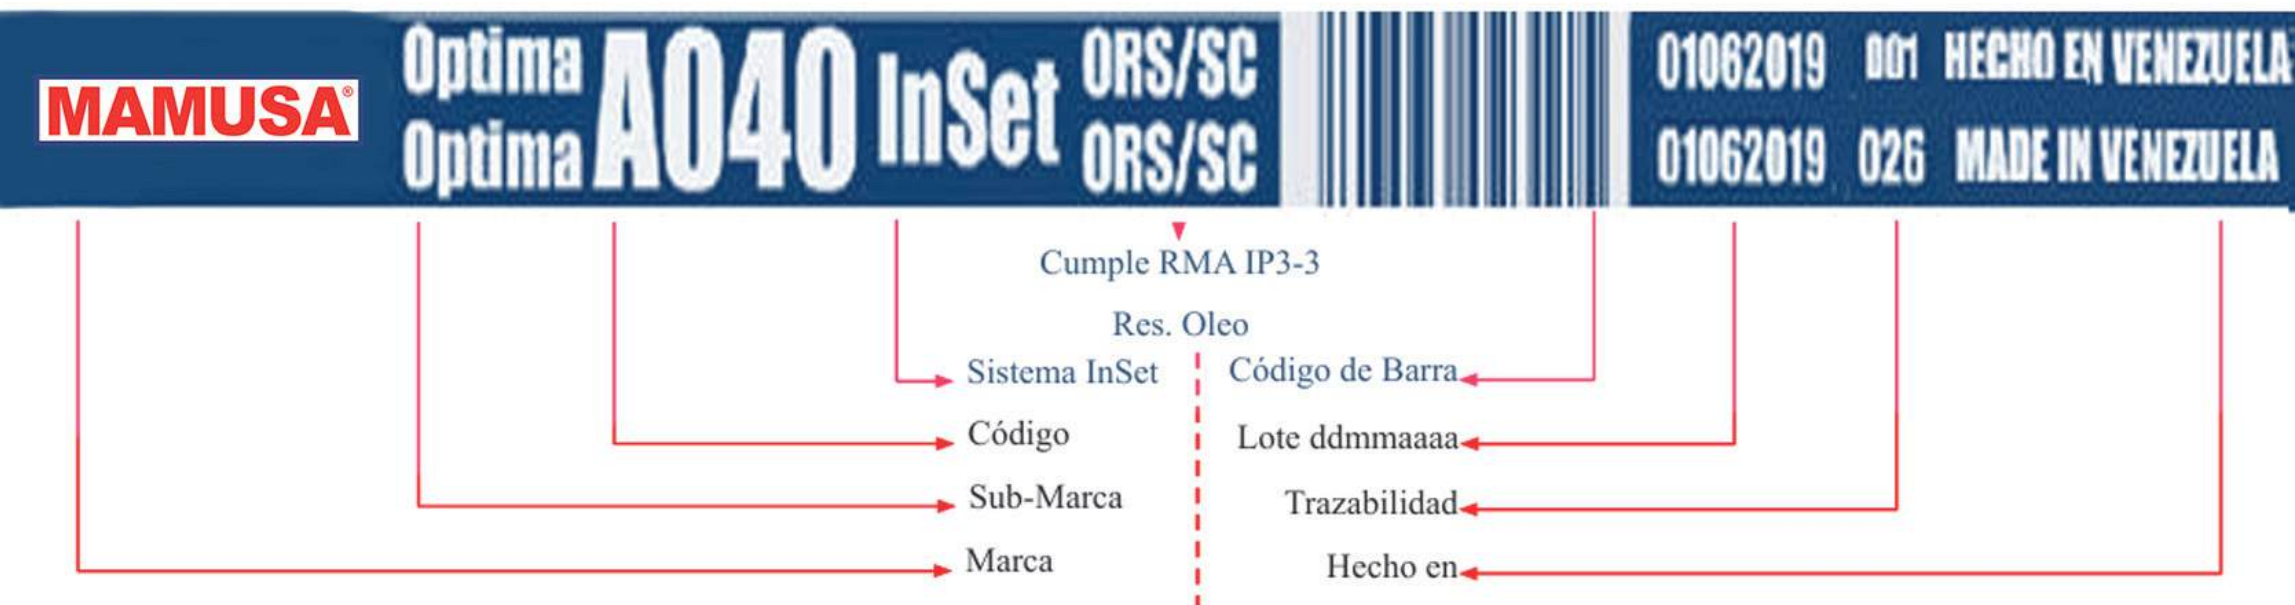 MAMUSA®
Optima A040 InSet ORS/SC 01062019 001 HECHO EN VENEZUELA
Optima ORS/SC 01062019 026 MADE IN VENEZUELA
Cumple RMA IP3-3
Res. Oleo
Sistema InSet Código de Barra
Código Lote ddmmaaaa
Sub-Marca Trazabilidad
Marca Hecho en